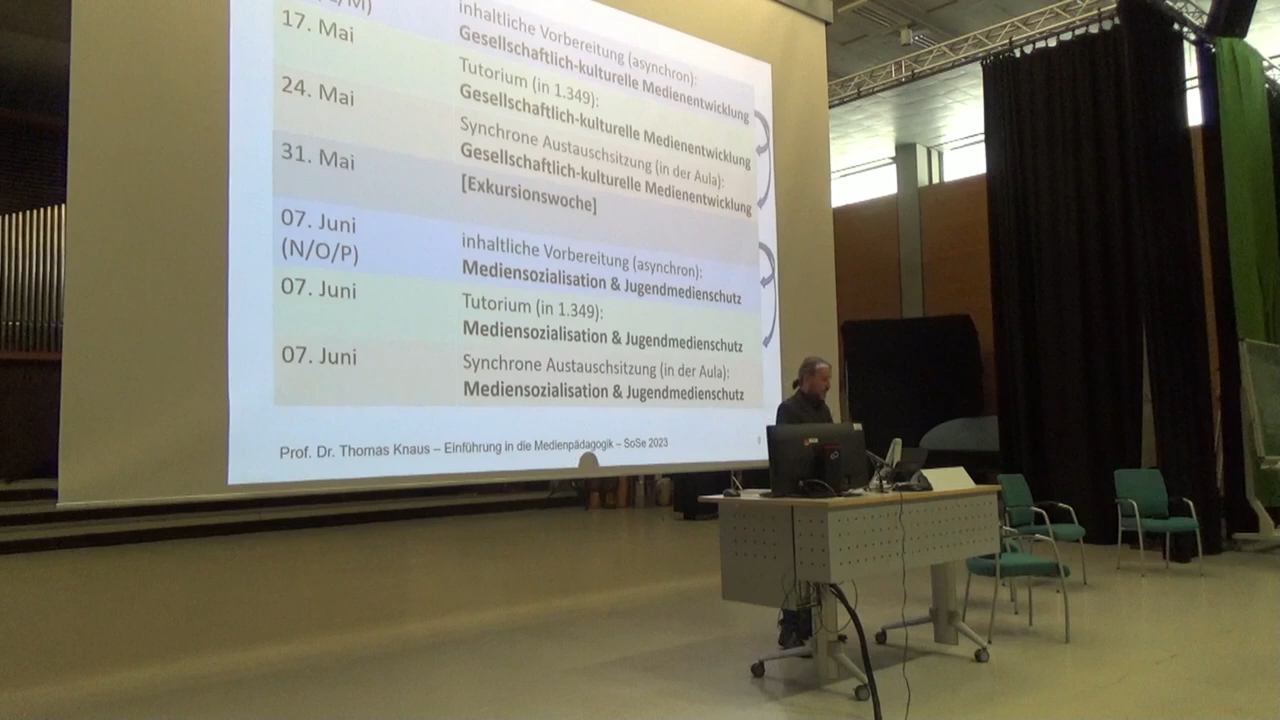 17. Mai
inhaltliche Vorbereitung (asynchron):
Gesellschaftlich-kulturelle Medienentwicklung
24. Mai
Tutorium (in 1.349):
Gesellschaftlich-kulturelle Medienentwicklung
31. Mai
Synchrone Austauschsitzung (in der Aula):
Gesellschaftlich-kulturelle Medienentwicklung
[Exkursionswoche]
07. Juni
(N/O/P)
inhaltliche Vorbereitung (asynchron):
Mediensozialisation & Jugendmedienschutz
07. Juni
Tutorium (in 1.349):
Mediensozialisation & Jugendmedienschutz
07. Juni
Synchrone Austauschsitzung (in der Aula):
Mediensozialisation & Jugendmedienschutz
Prof. Dr. Thomas Knaus – Einführung in die Medienpädagogik – SoSe 2023